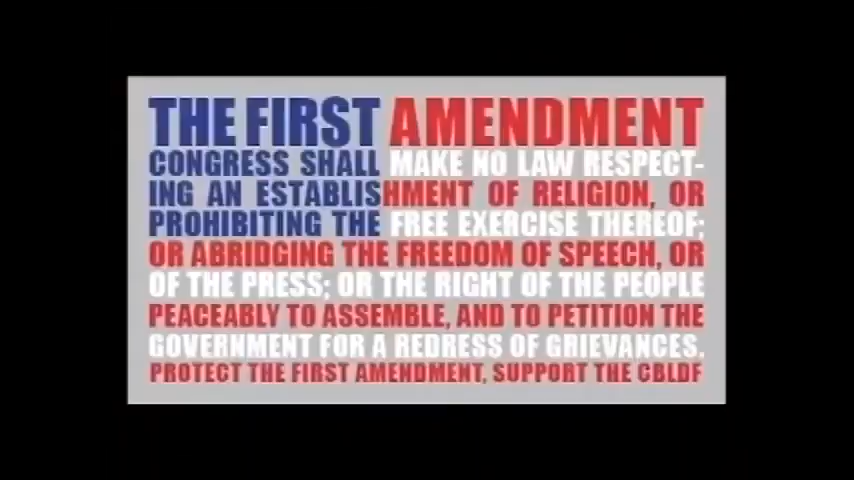 THE FIRST AMENDMENT
CONGRESS SHALL MAKE NO LAW RESPECT-
ING AN ESTABLISHMENT OF RELIGION, OR
PROHIBITING THE FREE EXERCISE THEREOF;
OR ABRIDGING THE FREEDOM OF SPEECH, OR
OF THE PRESS; OR THE RIGHT OF THE PEOPLE
PEACEABLY TO ASSEMBLE, AND TO PETITION THE
GOVERNMENT FOR A REDRESS OF GRIEVANCES.
PROTECT THE FIRST AMENDMENT, SUPPORT THE CBLDF